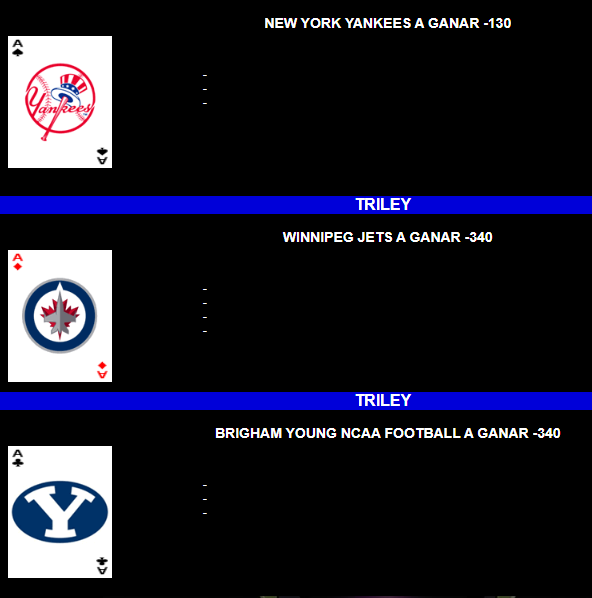 NEW YORK YANKEES A GANAR -130
A
Yankees
-
-
-
A
TRILEY
WINNIPEG JETS A GANAR -340
A
-
-
-
-
A
TRILEY
BRIGHAM YOUNG NCAA FOOTBALL A GANAR -340
A
Y
-
-
-
A